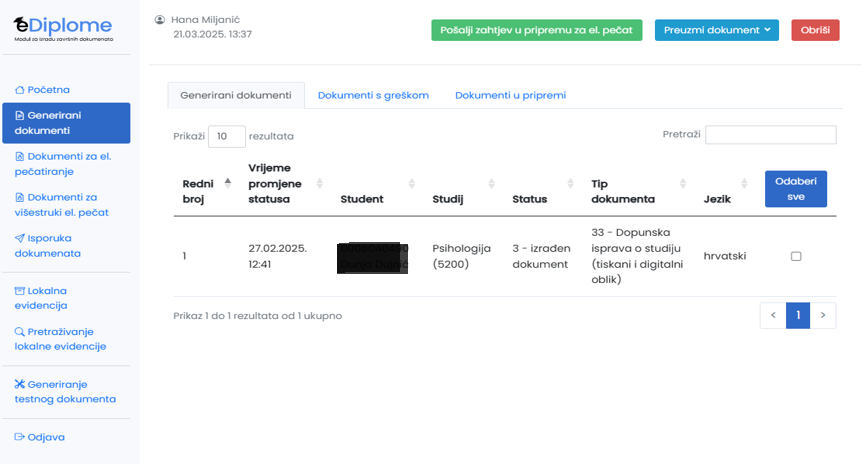 eDiplome
Modul za izradu završnih dokumenata
Početna
Generirani
dokumenti
Dokumenti za el.
pečatiranje
Dokumenti za
višestruki el. pečat
Isporuka
dokumenata
Lokalna
evidencija
Pretraživanje
lokalne evidencije
Generiranje
testnog dokumenta
Odjava
Hana Miljanić
21.03.2025. 13:37
Pošalji zahtjev u pripremu za el. pečat
Preuzmi dokument
Obriši
Generirani dokumenti
Dokumenti s greškom
Dokumenti u pripremi
Prikaži 10 rezultata
Pretraži
Redni
broj
Vrijeme
promjene
statusa
Student
Studij
Status
Tip
dokumenta
Jezik
Odaberi
sve
1
27.02.2025.
12:41
Psihologija
(5200)
3 - izrađen
dokument
33 - Dopunska
isprava o studiju
(tiskani i digitalni
oblik)
hrvatski
Prikaz 1 do 1 rezultata od 1 ukupno
< 1 >